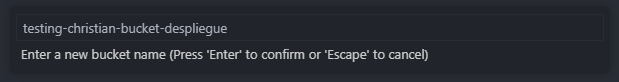 testing-christian-bucket-despliegue
Enter a new bucket name (Press 'Enter' to confirm or 'Escape' to cancel)